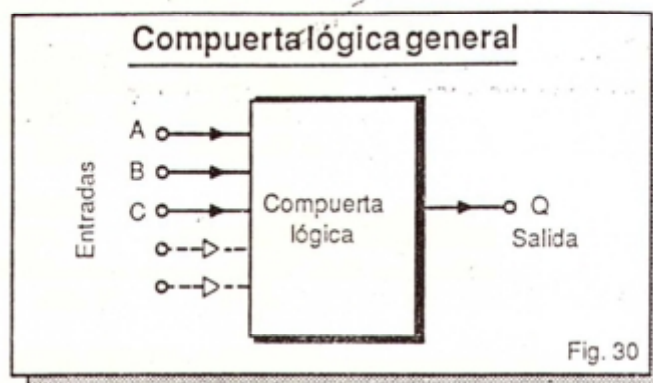 Compuerta lógica general
Entradas
A
B
C
Compuerta
lógica
Q
Salida
Fig. 30